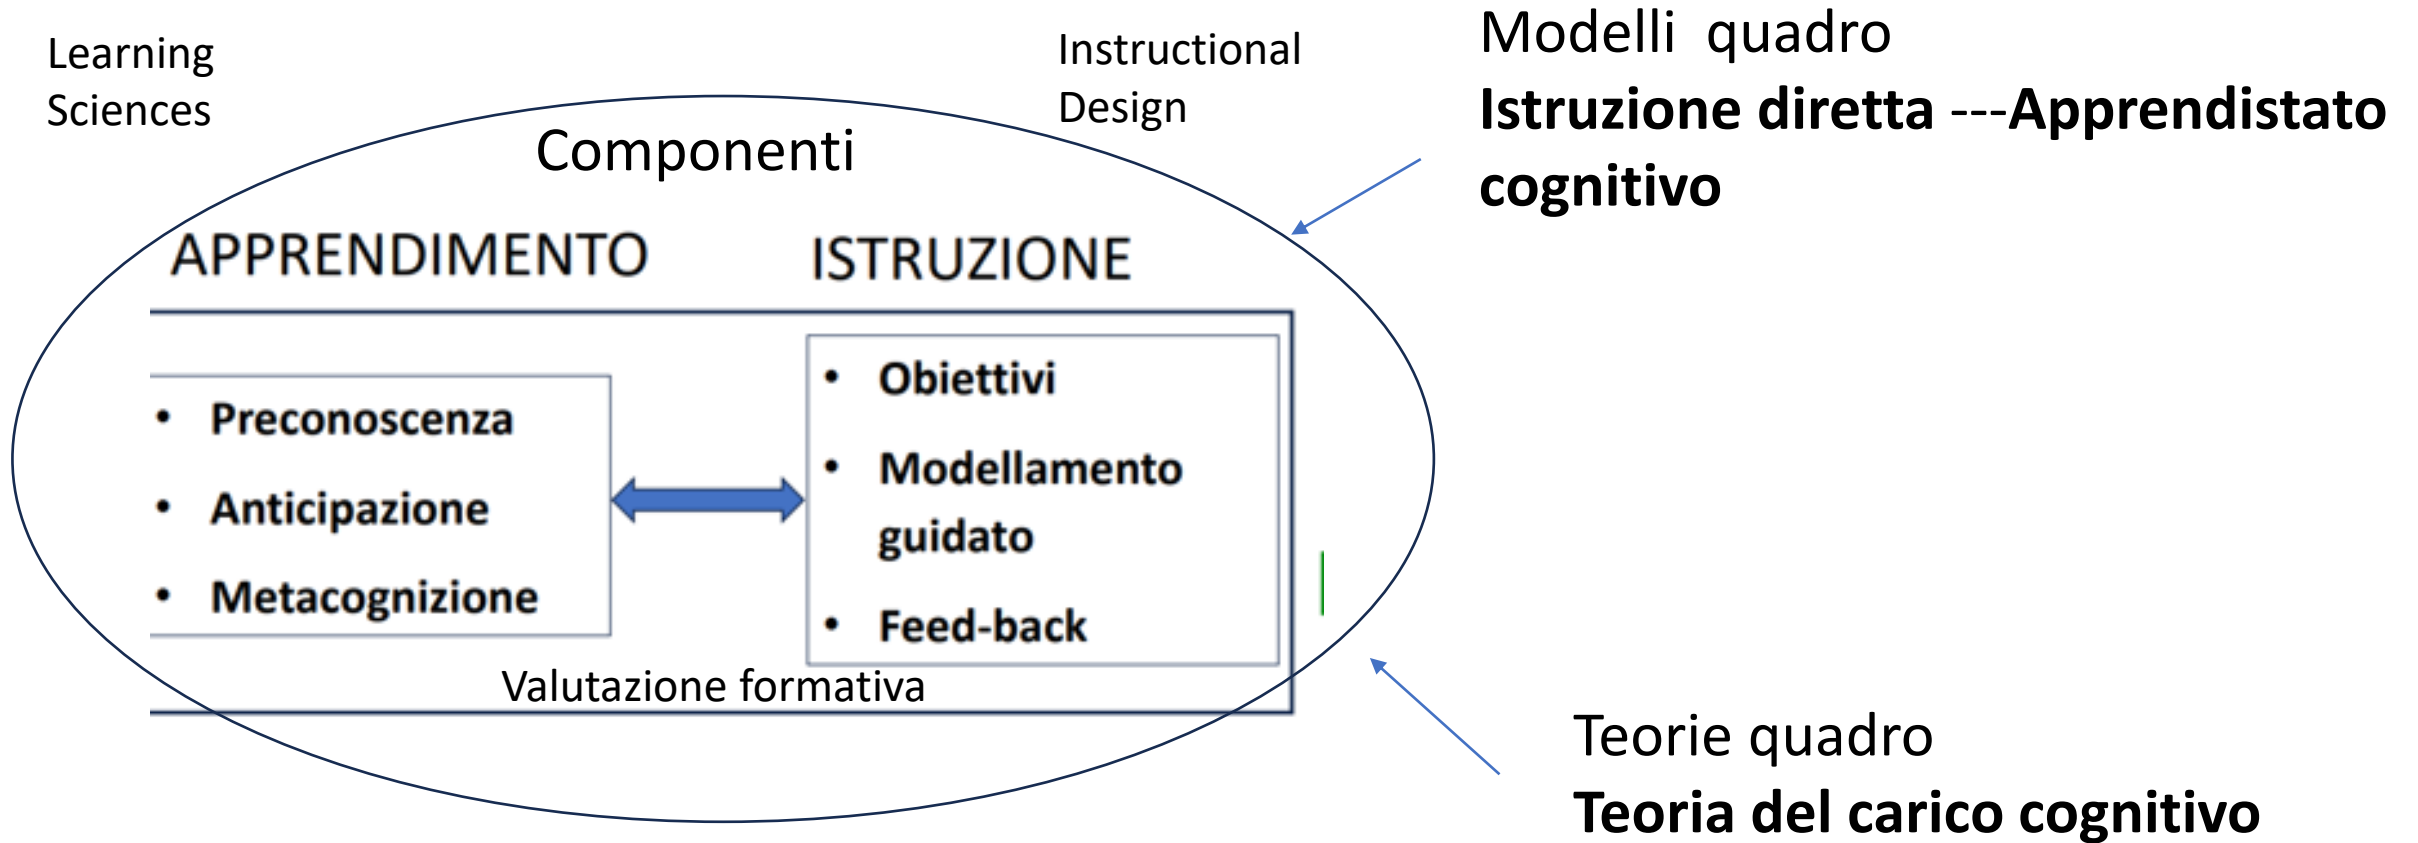 Learning
Sciences
Instructional
Design
Modelli quadro
Istruzione diretta ---Apprendistato
cognitivo
Componenti
APPRENDIMENTO
ISTRUZIONE
• Preconoscenza
• Anticipazione
• Metacognizione
• Obiettivi
• Modellamento
guidato
• Feed-back
Valutazione formativa
Teorie quadro
Teoria del carico cognitivo